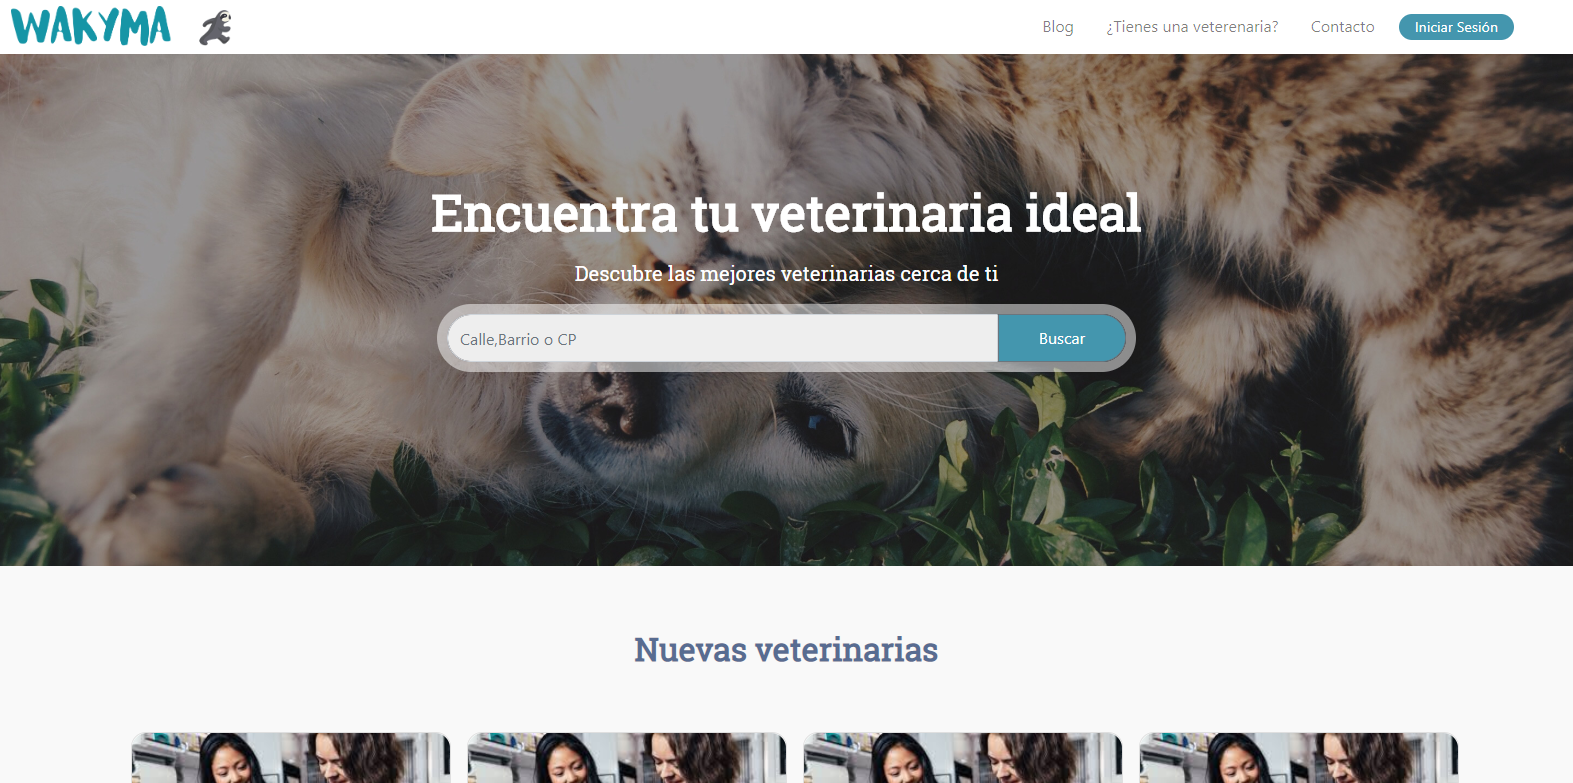 WAKYMA
Blog
¿Tienes una veterenaria?
Contacto
Iniciar Sesión
Encuentra tu veterinaria ideal
Descubre las mejores veterinarias cerca de ti
Calle,Barrio o CP
Buscar
Nuevas veterinarias